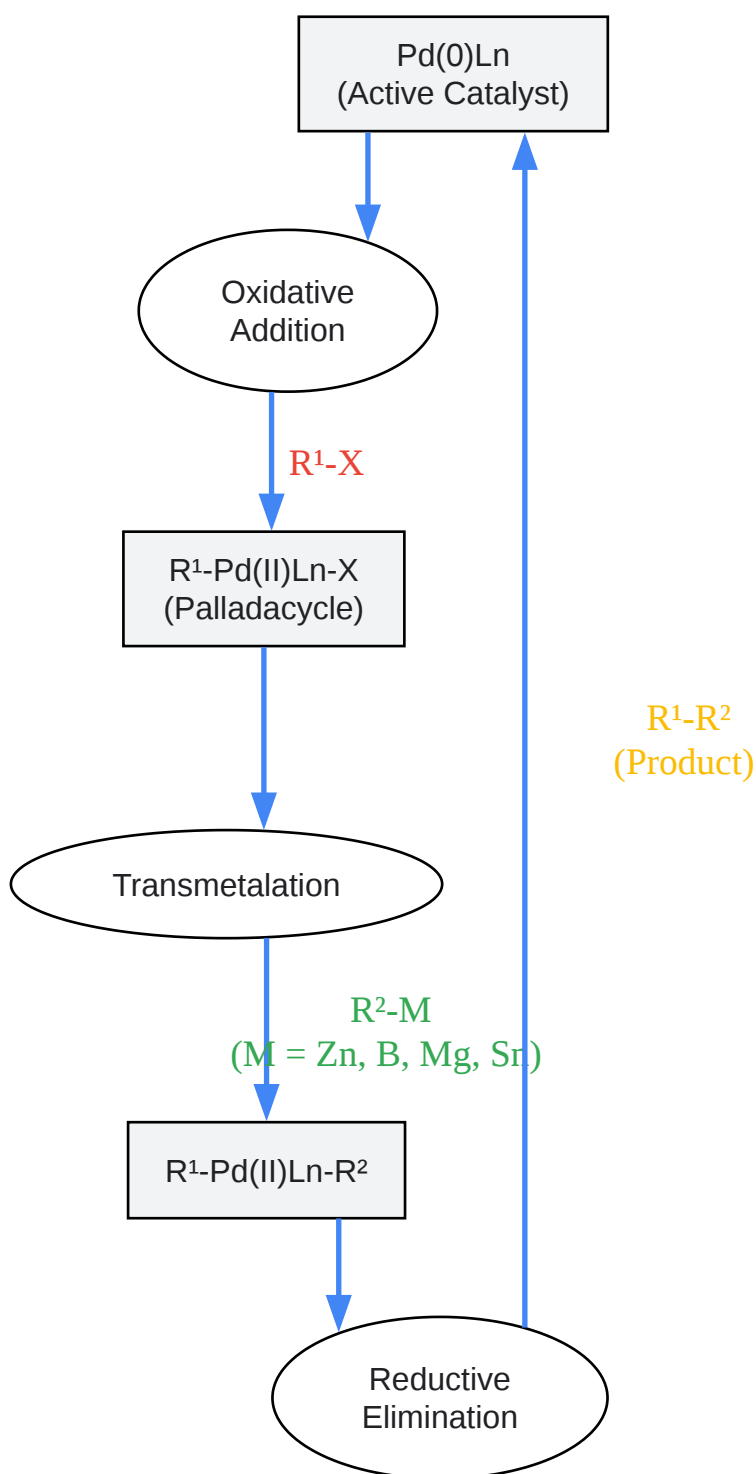 Pd(0)Ln
(Active Catalyst)
Oxidative
Addition
R¹-X
R¹-Pd(II)Ln-X
(Palladacycle)
R¹-R²
(Product)
Transmetalation
R²-M
(M = Zn, B, Mg, Sn)
R¹-Pd(II)Ln-R²
Reductive
Elimination